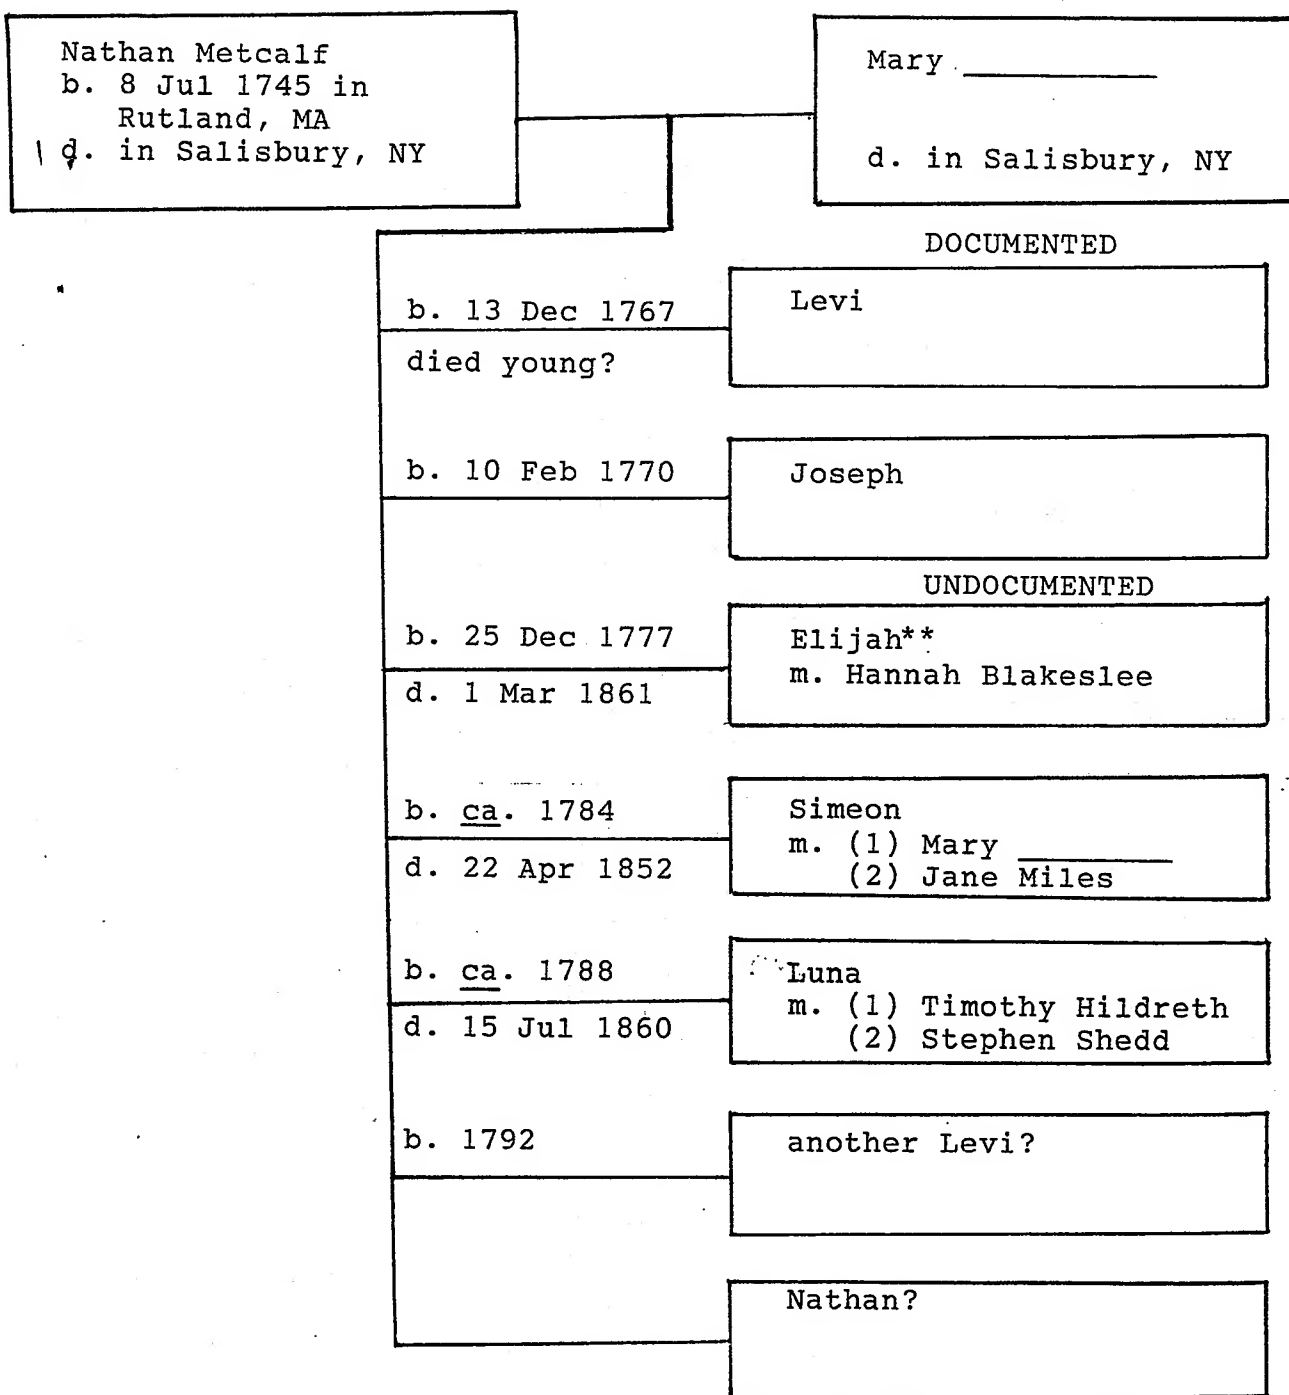 Nathan Metcalf
b. 8 Jul 1745 in
Rutland, MA
d. in Salisbury, NY
Mary __________
d. in Salisbury, NY
DOCUMENTED
b. 13 Dec 1767
died young?
Levi
b. 10 Feb 1770
Joseph
UNDOCUMENTED
b. 25 Dec 1777
d. 1 Mar 1861
Elijah**
m. Hannah Blakeslee
b. ca. 1784
d. 22 Apr 1852
Simeon
m. (1) Mary ________
(2) Jane Miles
b. ca. 1788
d. 15 Jul 1860
Luna
m. (1) Timothy Hildreth
(2) Stephen Shedd
b. 1792
another Levi?
Nathan?